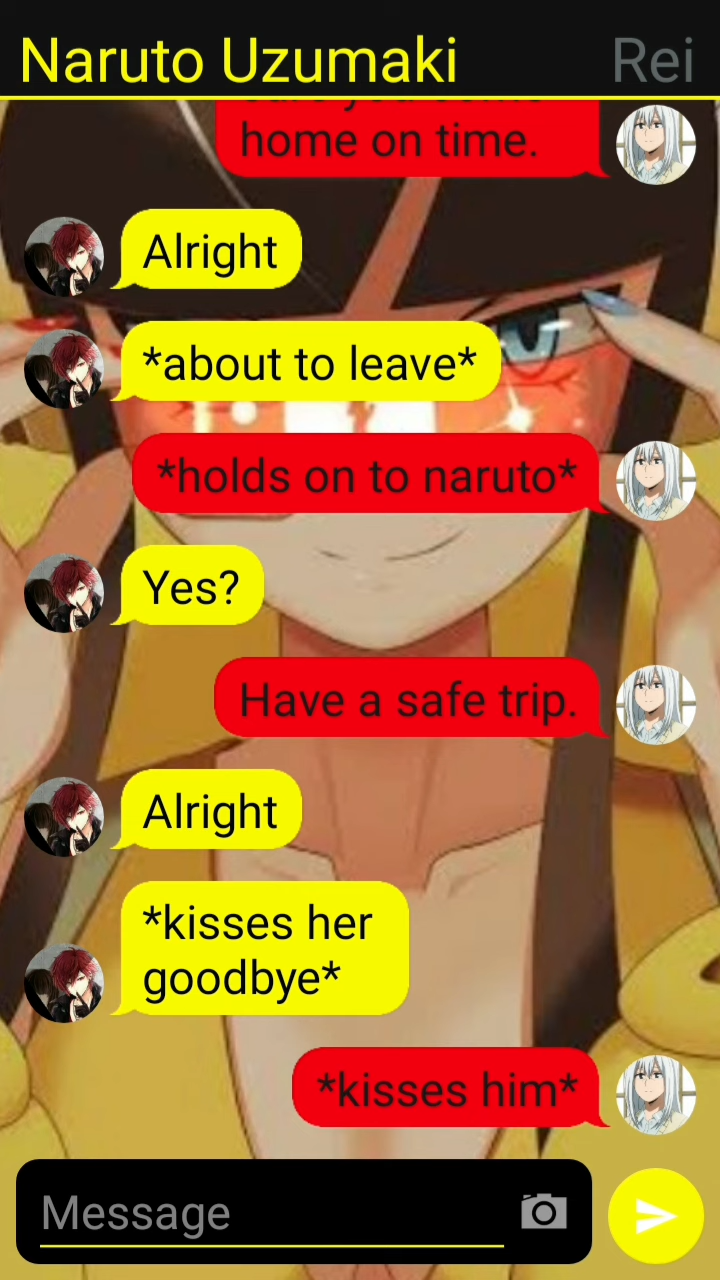 Naruto Uzumaki Rei
home on time.
Alright
*about to leave*
*holds on to naruto*
Yes?
Have a safe trip.
Alright
*kisses her
goodbye*
*kisses him*
Message